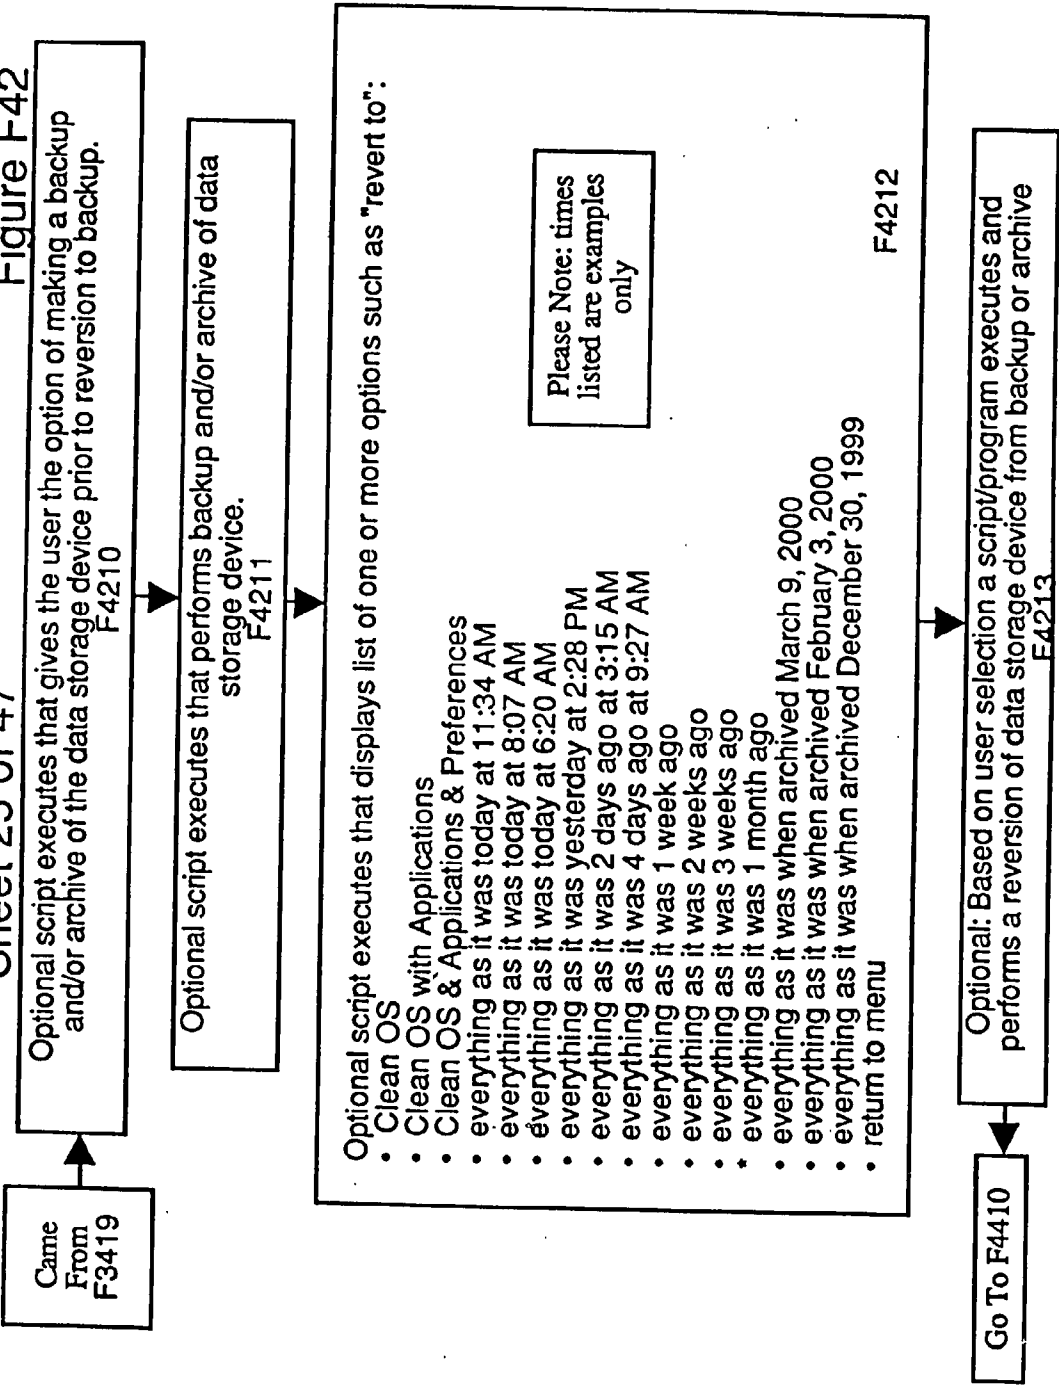 Figure F42
Came
From
F3419
Optional script executes that gives the user the option of making a backup
and/or archive of the data storage device prior to reversion to backup.
F4210
Optional script executes that performs backup and/or archive of data
storage device.
F4211
Optional script executes that displays list of one or more options such as "revert to":
• Clean OS
• Clean OS with Applications
• Clean OS & Applications & Preferences
• everything as it was today at 11:34 AM
• everything as it was today at 8:07 AM
• everything as it was today at 6:20 AM
• everything as it was yesterday at 2:28 PM
• everything as it was 2 days ago at 3:15 AM
• everything as it was 4 days ago at 9:27 AM
• everything as it was 1 week ago
• everything as it was 2 weeks ago
• everything as it was 3 weeks ago
• everything as it was 1 month ago
• everything as it was when archived March 9, 2000
• everything as it was when archived February 3, 2000
• everything as it was when archived December 30, 1999
• return to menu
Please Note: times
listed are examples
only
F4212
Optional: Based on user selection a script/program executes and
performs a reversion of data storage device from backup or archive
F4213
Go To F4410